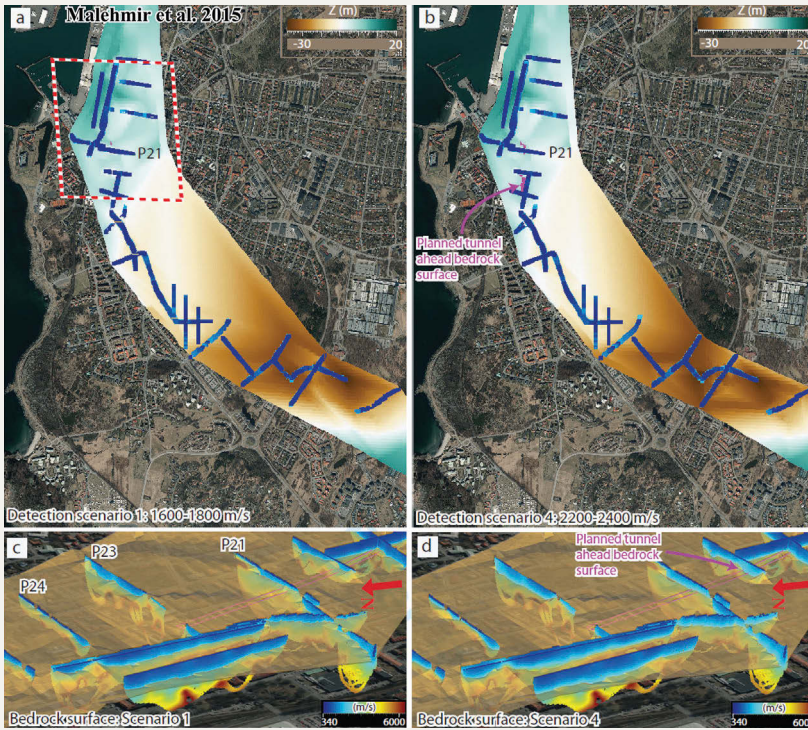 a
Malehmir et al. 2015
Z (m)
-30 20
P21
Detection scenario 1: 1600-1800 m/s
b
Z (m)
-30 20
P21
Planned tunnel
ahead bedrock
surface
Detection scenario 4: 2200-2400 m/s
c
P23
P21
P24
N
(m/s)
340 6000
Bedrock surface: Scenario 1
d
Planned tunnel
ahead bedrock
surface
N
(m/s)
340 6000
Bedrock surface: Scenario 4